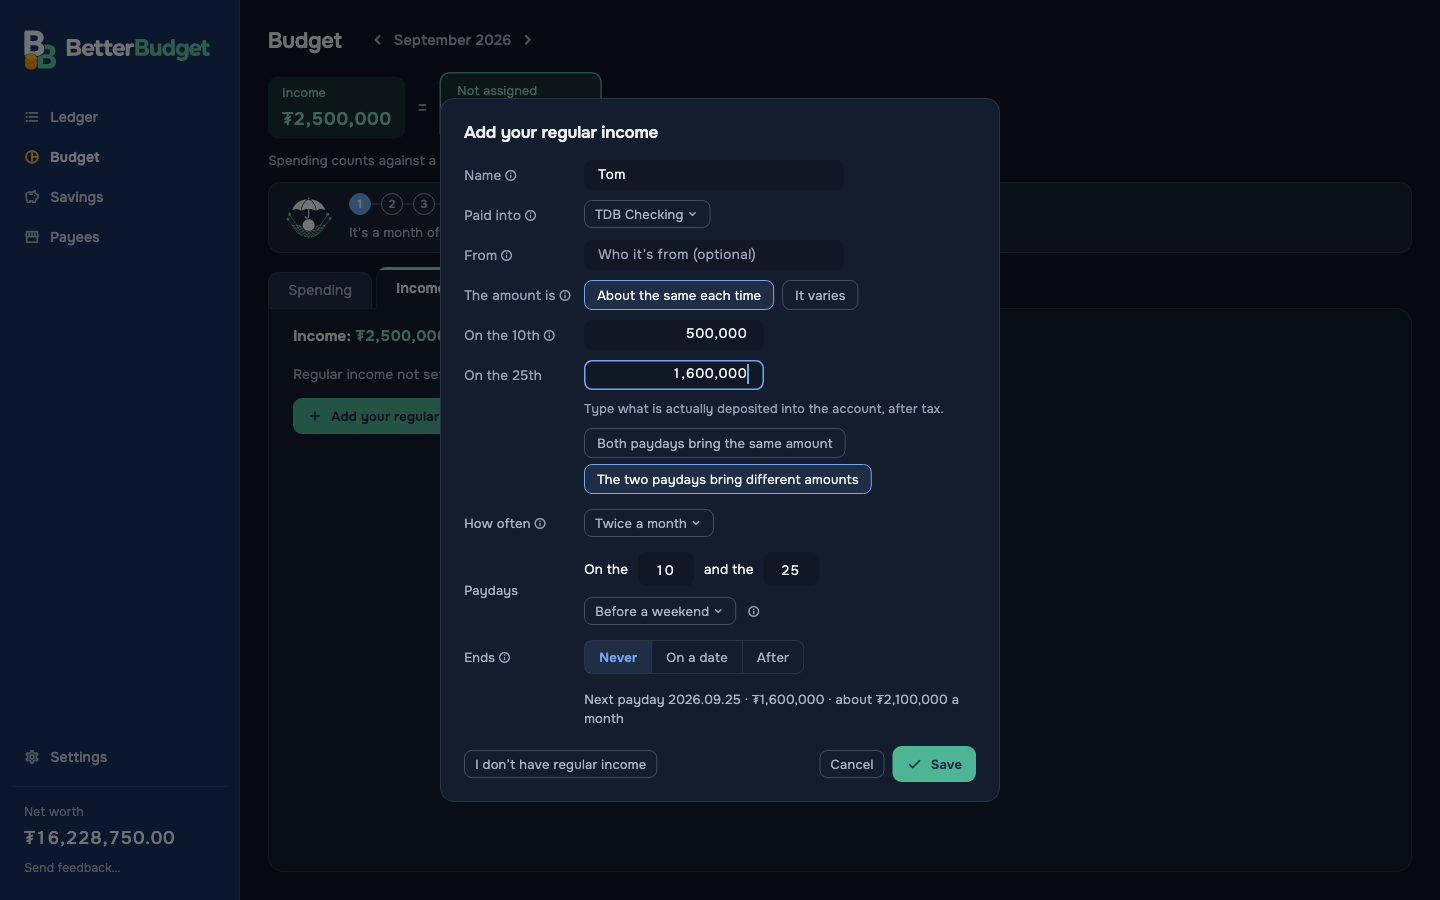 BetterBudget
Ledger
Budget
Savings
Payees
Settings
Net worth
₮16,228,750.00
Send feedback...
Budget
September 2026
Income
₮2,500,000
=
Not assigned
Spending counts against a
1 2 3
It's a month of
Spending
Incom
Income: ₮2,500,000
Regular income not se
+ Add your regular
Add your regular income
Name
Tom
Paid into
TDB Checking
From
Who it's from (optional)
The amount is
About the same each time
It varies
On the 10th
500,000
On the 25th
1,600,000
Type what is actually deposited into the account, after tax.
Both paydays bring the same amount
The two paydays bring different amounts
How often
Twice a month
Paydays
On the 10 and the 25
Before a weekend
Ends
Never
On a date
After
Next payday 2026.09.25 · ₮1,600,000 · about ₮2,100,000 a
month
I don't have regular income
Cancel
Save